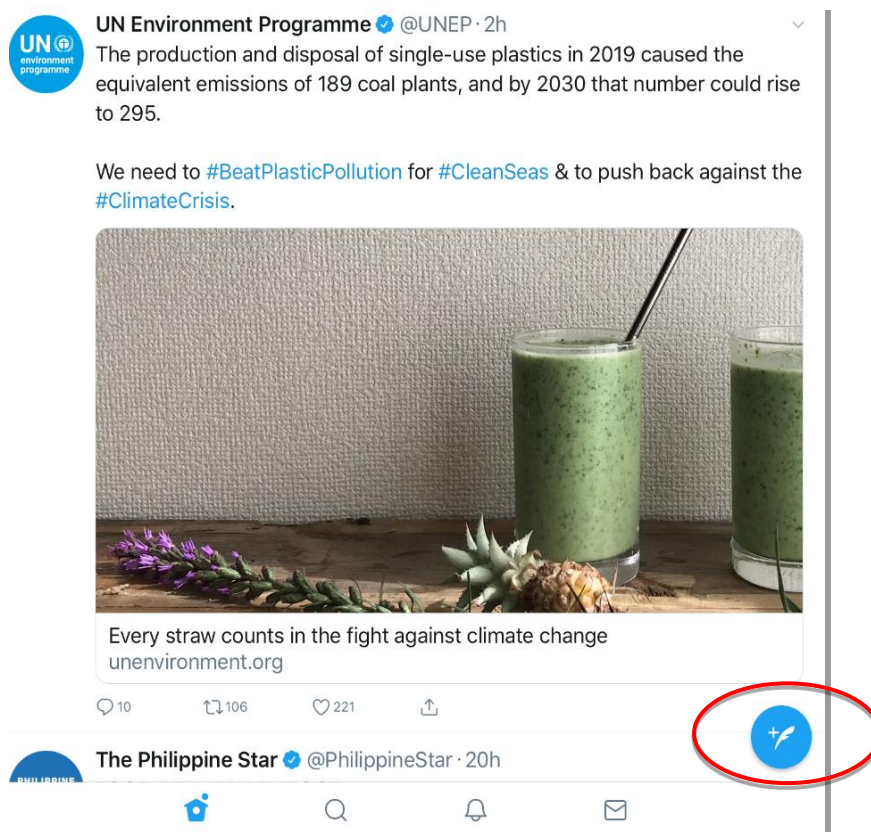 UN Environment Programme @UNEP · 2h
UN
environment
programme
The production and disposal of single-use plastics in 2019 caused the
equivalent emissions of 189 coal plants, and by 2030 that number could rise
to 295.
We need to #BeatPlasticPollution for #CleanSeas & to push back against the
#ClimateCrisis.
Every straw counts in the fight against climate change
unenvironment.org
10 106 221
The Philippine Star @PhilippineStar · 20h
PHILIPPINE